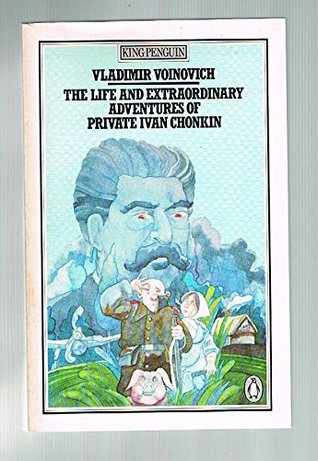 KING PENGUIN
VLADIMIR VOINOVICH
THE LIFE AND EXTRAORDINARY
ADVENTURES OF
PRIVATE IVAN CHONKIN